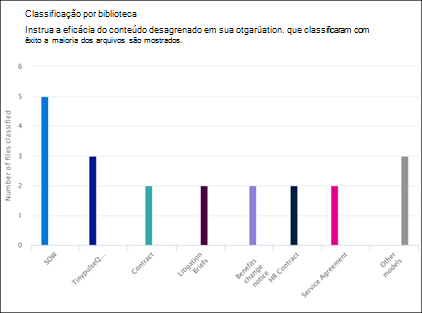 Classificação por biblioteca
Instrua a eficácia do conteúdo desagrenado em sua otgarüation. que classificaram com
êxito a maioria dos arquivos são mostrados.
6
5
4
3
2
1
0
Number of files classified
SOW
TinypulseQ...
Contract
Litigation
Briefs
Benefits
change
notice
HR Contract
Service Agreement
Other
models